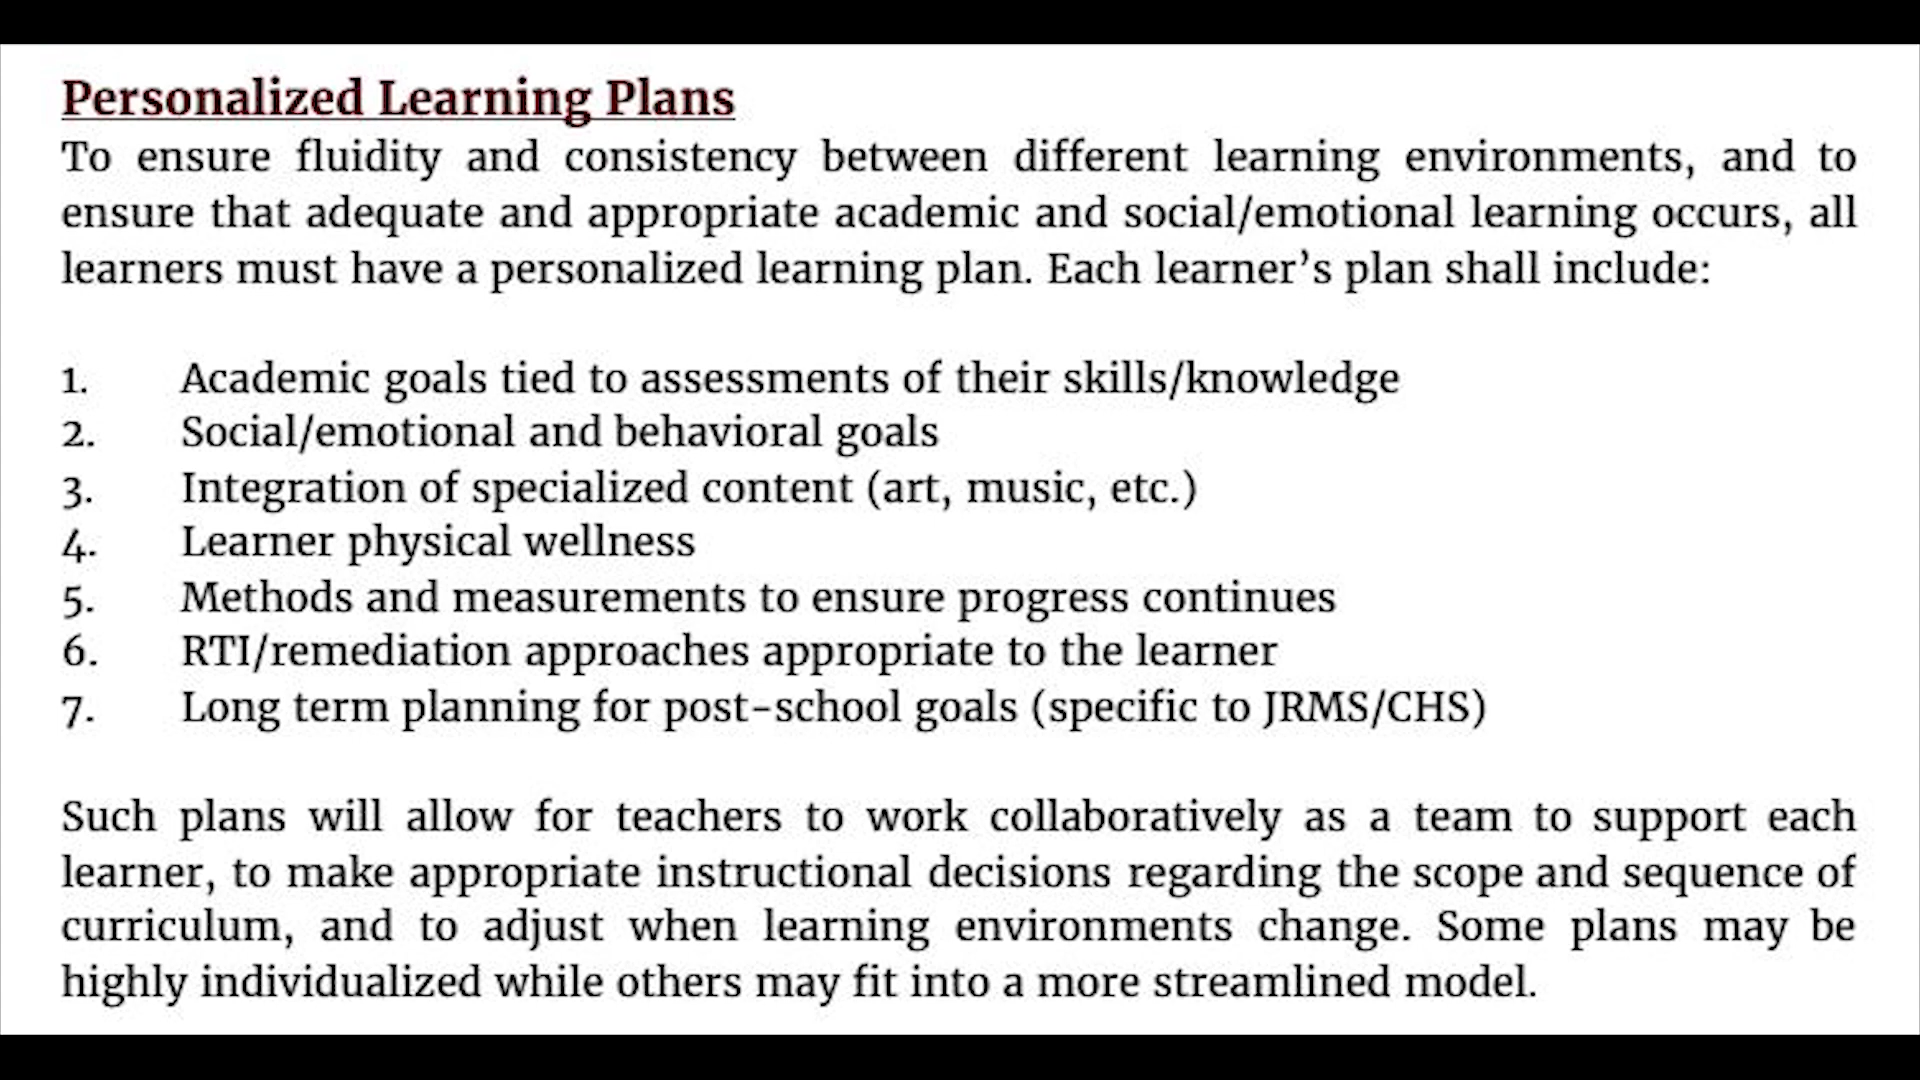 Personalized Learning Plans
To ensure fluidity and consistency between different learning environments, and to
ensure that adequate and appropriate academic and social/emotional learning occurs, all
learners must have a personalized learning plan. Each learner’s plan shall include:
1. Academic goals tied to assessments of their skills/knowledge
2. Social/emotional and behavioral goals
3. Integration of specialized content (art, music, etc.)
4. Learner physical wellness
5. Methods and measurements to ensure progress continues
6. RTI/remediation approaches appropriate to the learner
7. Long term planning for post-school goals (specific to JRMS/CHS)
Such plans will allow for teachers to work collaboratively as a team to support each
learner, to make appropriate instructional decisions regarding the scope and sequence of
curriculum, and to adjust when learning environments change. Some plans may be
highly individualized while others may fit into a more streamlined model.